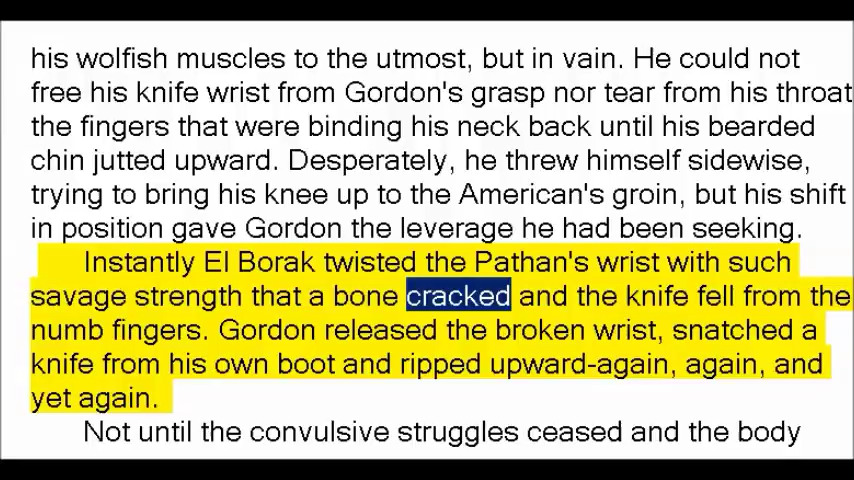 his wolfish muscles to the utmost, but in vain. He could not
free his knife wrist from Gordon's grasp nor tear from his throat
the fingers that were binding his neck back until his bearded
chin jutted upward. Desperately, he threw himself sidewise,
trying to bring his knee up to the American's groin, but his shift
in position gave Gordon the leverage he had been seeking.
Instantly El Borak twisted the Pathan's wrist with such
savage strength that a bone cracked and the knife fell from the
numb fingers. Gordon released the broken wrist, snatched a
knife from his own boot and ripped upward-again, again, and
yet again.
Not until the convulsive struggles ceased and the body